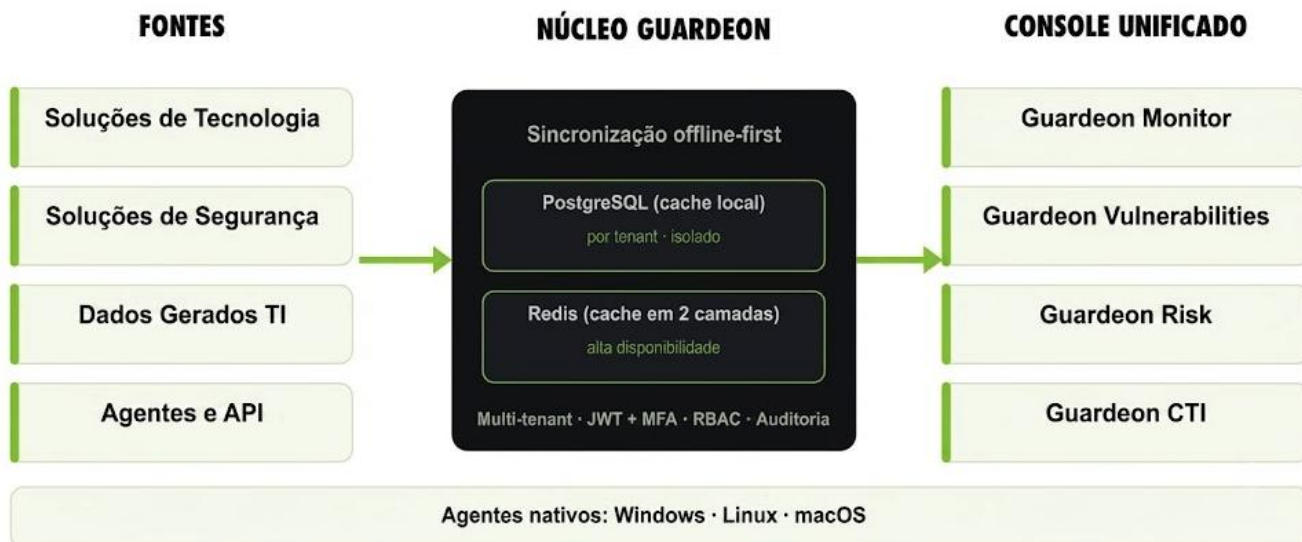 FONTES
Soluções de Tecnologia
Soluções de Segurança
Dados Gerados TI
Agentes e API
NÚCLEO GUARDEON
Sincronização offline-first
PostgreSQL (cache local)
por tenant · isolado
Redis (cache em 2 camadas)
alta disponibilidade
Multi-tenant · JWT + MFA · RBAC · Auditoria
CONSOLE UNIFICADO
Guardeon Monitor
Guardeon Vulnerabilities
Guardeon Risk
Guardeon CTI
Agentes nativos: Windows · Linux · macOS